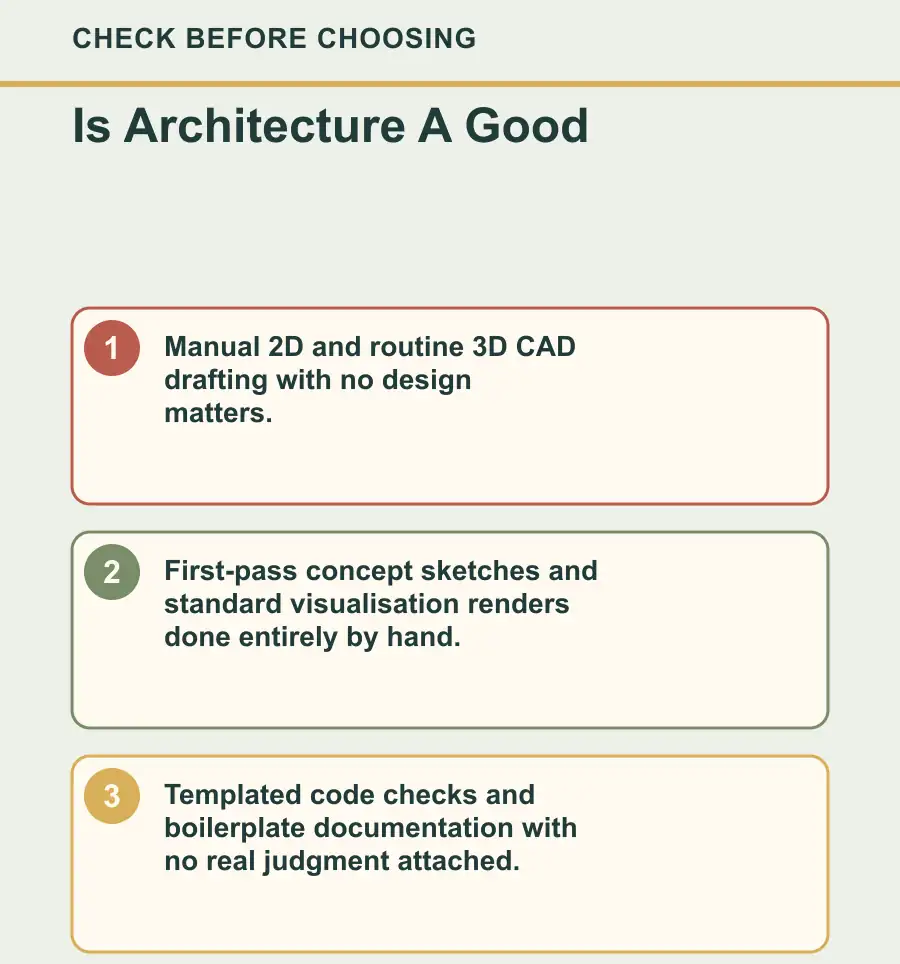 CHECK BEFORE CHOOSING
Is Architecture A Good
1
Manual 2D and routine 3D CAD
drafting with no design
matters.
2
First-pass concept sketches and
standard visualisation renders
done entirely by hand.
3
Templated code checks and
boilerplate documentation with
no real judgment attached.